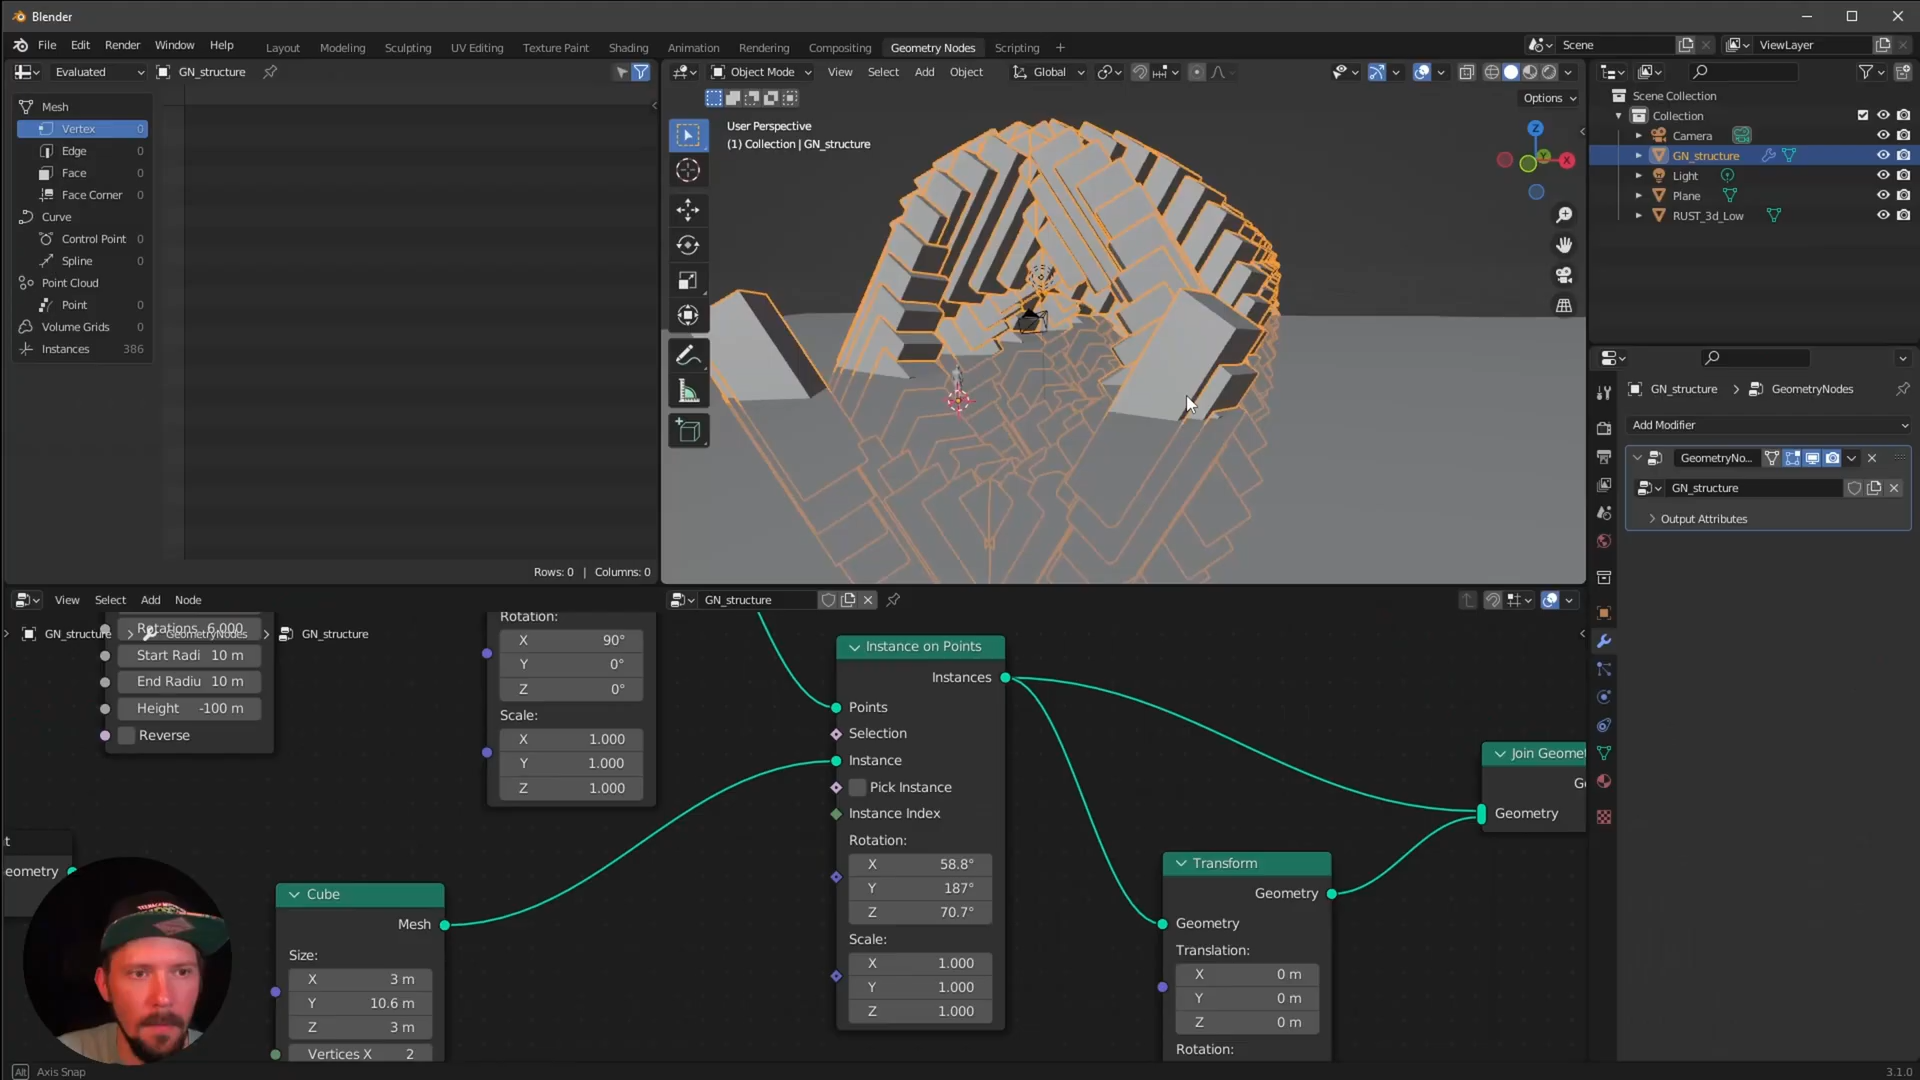 Blender
File Edit Render Window Help
Layout Modeling Sculpting UV Editing Texture Paint Shading Animation Rendering Compositing Geometry Nodes Scripting +
Scene
ViewLayer
Evaluated
GN_structure
Object Mode
View Select Add Object
Global
Options
Mesh
Vertex 0
Edge 0
Face 0
Face Corner 0
Curve
Control Point 0
Spline 0
Point Cloud
Point 0
Volume Grids
Instances 386
Rows: 0 | Columns: 0
User Perspective
(1) Collection | GN_structure
Z
X
Y
Scene Collection
Collection
Camera
GN_structure
Light
Plane
RUST_3d_Low
GN_structure > GeometryNodes
Add Modifier
GeometryNo...
GN_structure
Output Attributes
View Select Add Node
GN_structure
GN_structure > GeometryNodes > GN_structure
Rotations 6.000
Start Radi 10 m
End Radiu 10 m
Height -100 m
Reverse
Rotation:
X 90°
Y 0°
Z 0°
Scale:
X 1.000
Y 1.000
Z 1.000
t
eometry
Cube
Mesh
Size:
X 3 m
Y 10.6 m
Z 3 m
Vertices X 2
Instance on Points
Instances
Points
Selection
Instance
Pick Instance
Instance Index
Rotation:
X 58.8°
Y 187°
Z 70.7°
Scale:
X 1.000
Y 1.000
Z 1.000
Transform
Geometry
Geometry
Translation:
X 0 m
Y 0 m
Z 0 m
Rotation:
Join Geomet
Ge
Geometry
Alt Axis Snap
3.1.0